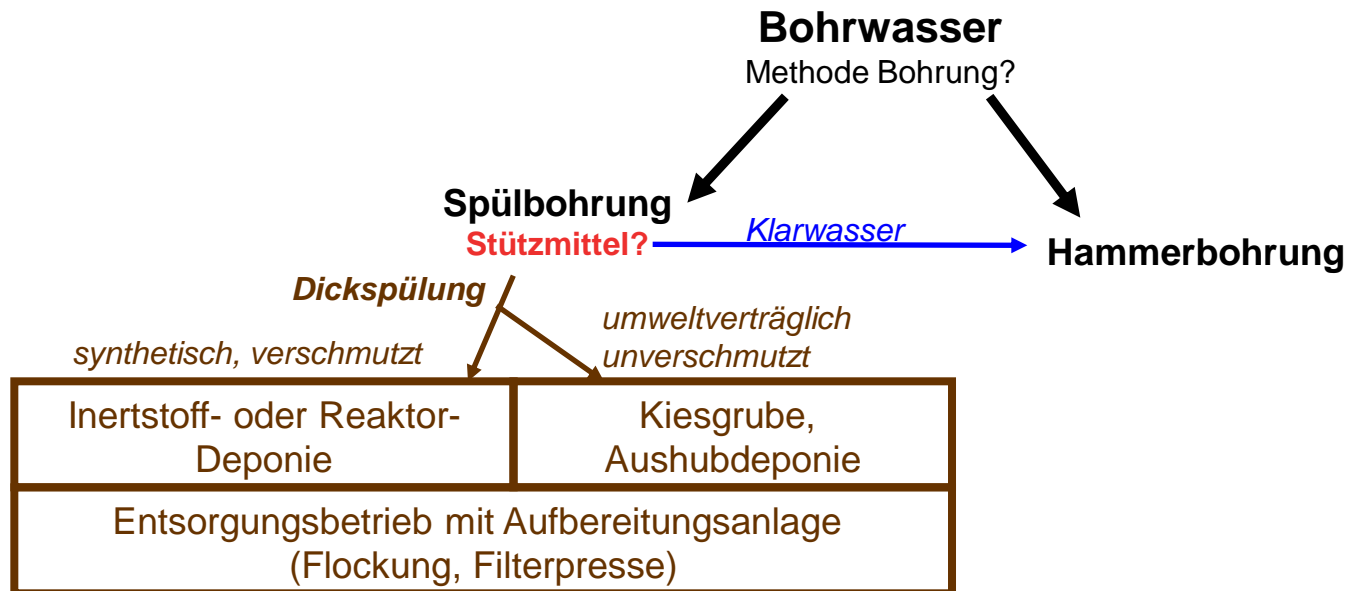 Bohrwasser
Methode Bohrung?
Spülbohrung
Stützmittel?
Klarwasser
Hammerbohrung
Dickspülung
synthetisch, verschmutzt
umweltverträglich
unverschmutzt
Inertstoff- oder Reaktor-
Deponie
Kiesgrube,
Aushubdeponie
Entsorgungsbetrieb mit Aufbereitungsanlage
(Flockung, Filterpresse)